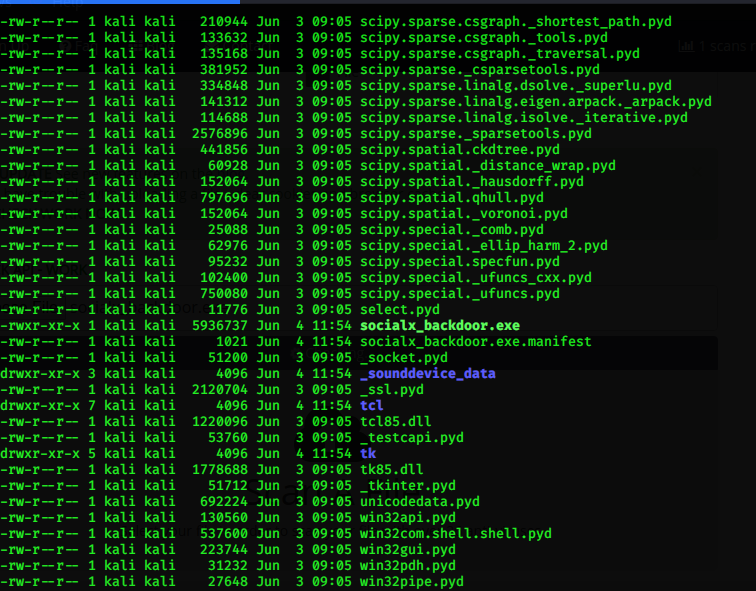 -rw-r--r-- 1 kali kali 210944 Jun 3 09:05 scipy.sparse.csgraph._shortest_path.pyd
-rw-r--r-- 1 kali kali 133632 Jun 3 09:05 scipy.sparse.csgraph._tools.pyd
-rw-r--r-- 1 kali kali 135168 Jun 3 09:05 scipy.sparse.csgraph._traversal.pyd
-rw-r--r-- 1 kali kali 381952 Jun 3 09:05 scipy.sparse._csparsetools.pyd
-rw-r--r-- 1 kali kali 334848 Jun 3 09:05 scipy.sparse.linalg.dsolve._superlu.pyd
-rw-r--r-- 1 kali kali 141312 Jun 3 09:05 scipy.sparse.linalg.eigen.arpack._arpack.pyd
-rw-r--r-- 1 kali kali 114688 Jun 3 09:05 scipy.sparse.linalg.isolve._iterative.pyd
-rw-r--r-- 1 kali kali 2576896 Jun 3 09:05 scipy.sparse._sparsetools.pyd
-rw-r--r-- 1 kali kali 441856 Jun 3 09:05 scipy.spatial.ckdtree.pyd
-rw-r--r-- 1 kali kali 60928 Jun 3 09:05 scipy.spatial._distance_wrap.pyd
-rw-r--r-- 1 kali kali 152064 Jun 3 09:05 scipy.spatial._hausdorff.pyd
-rw-r--r-- 1 kali kali 797696 Jun 3 09:05 scipy.spatial.qhull.pyd
-rw-r--r-- 1 kali kali 152064 Jun 3 09:05 scipy.spatial._voronoi.pyd
-rw-r--r-- 1 kali kali 25088 Jun 3 09:05 scipy.special._comb.pyd
-rw-r--r-- 1 kali kali 62976 Jun 3 09:05 scipy.special._ellip_harm_2.pyd
-rw-r--r-- 1 kali kali 95232 Jun 3 09:05 scipy.special.specfun.pyd
-rw-r--r-- 1 kali kali 102400 Jun 3 09:05 scipy.special._ufuncs_cxx.pyd
-rw-r--r-- 1 kali kali 750080 Jun 3 09:05 scipy.special._ufuncs.pyd
-rw-r--r-- 1 kali kali 11776 Jun 3 09:05 select.pyd
-rwxr-xr-x 1 kali kali 5936737 Jun 4 11:54 socialx_backdoor.exe
-rw-r--r-- 1 kali kali 1021 Jun 4 11:54 socialx_backdoor.exe.manifest
-rw-r--r-- 1 kali kali 51200 Jun 3 09:05 _socket.pyd
drwxr-xr-x 3 kali kali 4096 Jun 4 11:54 _sounddevice_data
-rw-r--r-- 1 kali kali 2120704 Jun 3 09:05 _ssl.pyd
drwxr-xr-x 7 kali kali 4096 Jun 4 11:54 tcl
-rw-r--r-- 1 kali kali 1220096 Jun 3 09:05 tcl85.dll
-rw-r--r-- 1 kali kali 53760 Jun 3 09:05 _testcapi.pyd
drwxr-xr-x 5 kali kali 4096 Jun 4 11:54 tk
-rw-r--r-- 1 kali kali 1778688 Jun 3 09:05 tk85.dll
-rw-r--r-- 1 kali kali 51712 Jun 3 09:05 _tkinter.pyd
-rw-r--r-- 1 kali kali 692224 Jun 3 09:05 unicodedata.pyd
-rw-r--r-- 1 kali kali 130560 Jun 3 09:05 win32api.pyd
-rw-r--r-- 1 kali kali 537600 Jun 3 09:05 win32com.shell.shell.pyd
-rw-r--r-- 1 kali kali 223744 Jun 3 09:05 win32gui.pyd
-rw-r--r-- 1 kali kali 31232 Jun 3 09:05 win32pdh.pyd
-rw-r--r-- 1 kali kali 27648 Jun 3 09:05 win32pipe.pyd